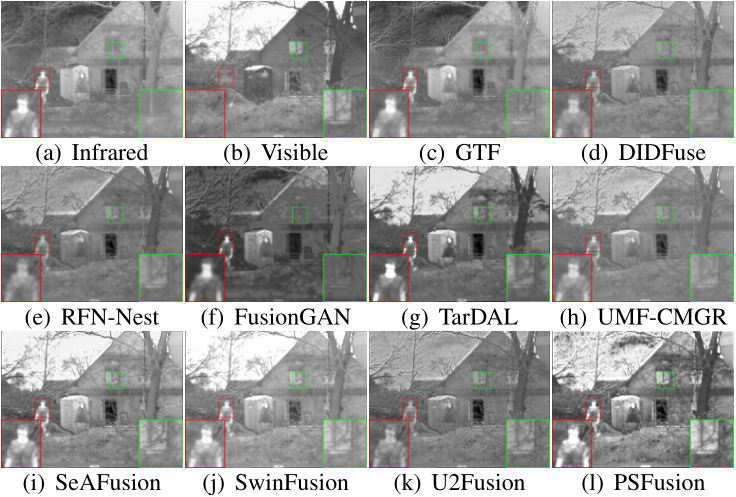 (a) Infrared (b) Visible (c) GTF (d) DIDFuse
(e) RFN-Nest (f) FusionGAN (g) TarDAL (h) UMF-CMGR
(i) SeAFusion (j) SwinFusion (k) U2Fusion (l) PSFusion